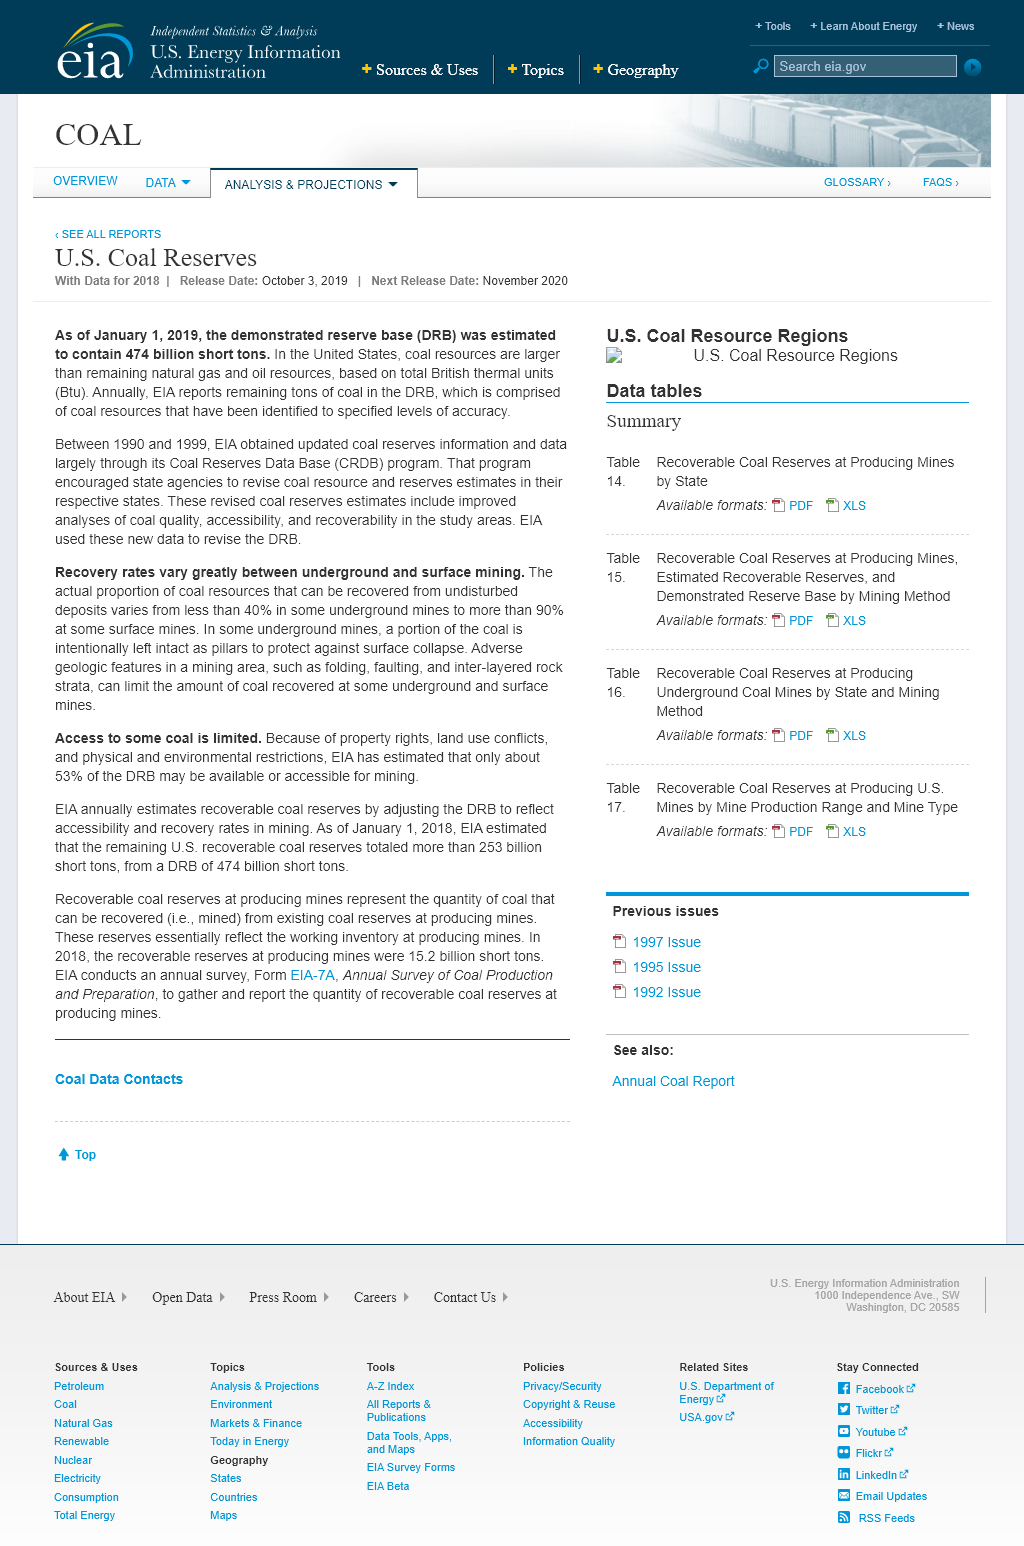 + Tools + Learn About Energy + News
eia
Independent Statistics & Analysis
U.S. Energy Information
Administration
+ Sources & Uses + Topics + Geography
Search eia.gov
COAL
OVERVIEW DATA ANALYSIS & PROJECTIONS GLOSSARY › FAQS ›
‹ SEE ALL REPORTS
U.S. Coal Reserves
With Data for 2018 | Release Date: October 3, 2019 | Next Release Date: November 2020
As of January 1, 2019, the demonstrated reserve base (DRB) was estimated
to contain 474 billion short tons. In the United States, coal resources are larger
than remaining natural gas and oil resources, based on total British thermal units
(Btu). Annually, EIA reports remaining tons of coal in the DRB, which is comprised
of coal resources that have been identified to specified levels of accuracy.
Between 1990 and 1999, EIA obtained updated coal reserves information and data
largely through its Coal Reserves Data Base (CRDB) program. That program
encouraged state agencies to revise coal resource and reserves estimates in their
respective states. These revised coal reserves estimates include improved
analyses of coal quality, accessibility, and recoverability in the study areas. EIA
used these new data to revise the DRB.
Recovery rates vary greatly between underground and surface mining. The
actual proportion of coal resources that can be recovered from undisturbed
deposits varies from less than 40% in some underground mines to more than 90%
at some surface mines. In some underground mines, a portion of the coal is
intentionally left intact as pillars to protect against surface collapse. Adverse
geologic features in a mining area, such as folding, faulting, and inter-layered rock
strata, can limit the amount of coal recovered at some underground and surface
mines.
Access to some coal is limited. Because of property rights, land use conflicts,
and physical and environmental restrictions, EIA has estimated that only about
53% of the DRB may be available or accessible for mining.
EIA annually estimates recoverable coal reserves by adjusting the DRB to reflect
accessibility and recovery rates in mining. As of January 1, 2018, EIA estimated
that the remaining U.S. recoverable coal reserves totaled more than 253 billion
short tons, from a DRB of 474 billion short tons.
Recoverable coal reserves at producing mines represent the quantity of coal that
can be recovered (i.e., mined) from existing coal reserves at producing mines.
These reserves essentially reflect the working inventory at producing mines. In
2018, the recoverable reserves at producing mines were 15.2 billion short tons.
EIA conducts an annual survey, Form EIA-7A, Annual Survey of Coal Production
and Preparation, to gather and report the quantity of recoverable coal reserves at
producing mines.
Coal Data Contacts
Top
U.S. Coal Resource Regions
U.S. Coal Resource Regions
Data tables
Summary
Table 14. Recoverable Coal Reserves at Producing Mines
by State
Available formats: PDF XLS
Table 15. Recoverable Coal Reserves at Producing Mines,
Estimated Recoverable Reserves, and
Demonstrated Reserve Base by Mining Method
Available formats: PDF XLS
Table 16. Recoverable Coal Reserves at Producing
Underground Coal Mines by State and Mining
Method
Available formats: PDF XLS
Table 17. Recoverable Coal Reserves at Producing U.S.
Mines by Mine Production Range and Mine Type
Available formats: PDF XLS
Previous issues
1997 Issue
1995 Issue
1992 Issue
See also:
Annual Coal Report
About EIA Open Data Press Room Careers Contact Us
U.S. Energy Information Administration
1000 Independence Ave., SW
Washington, DC 20585
Sources & Uses
Petroleum
Coal
Natural Gas
Renewable
Nuclear
Electricity
Consumption
Total Energy
Topics
Analysis & Projections
Environment
Markets & Finance
Today in Energy
Geography
States
Countries
Maps
Tools
A-Z Index
All Reports &
Publications
Data Tools, Apps,
and Maps
EIA Survey Forms
EIA Beta
Policies
Privacy/Security
Copyright & Reuse
Accessibility
Information Quality
Related Sites
U.S. Department of
Energy
USA.gov
Stay Connected
Facebook
Twitter
Youtube
Flickr
LinkedIn
Email Updates
RSS Feeds